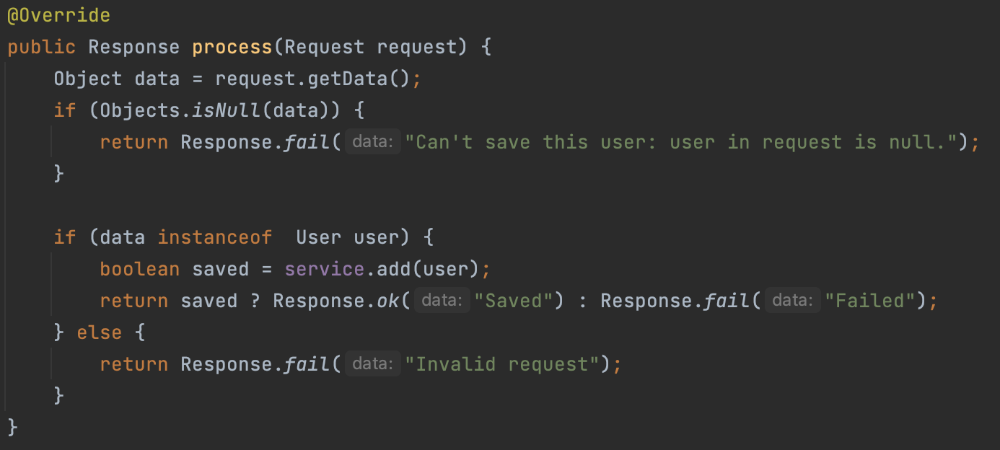 @Override
public Response process(Request request) {
    Object data = request.getData();
    if (Objects.isNull(data)) {
        return Response.fail( data: "Can't save this user: user in request is null.");
    }

    if (data instanceof  User user) {
        boolean saved = service.add(user);
        return saved ? Response.ok( data: "Saved") : Response.fail( data: "Failed");
    } else {
        return Response.fail( data: "Invalid request");
    }
}